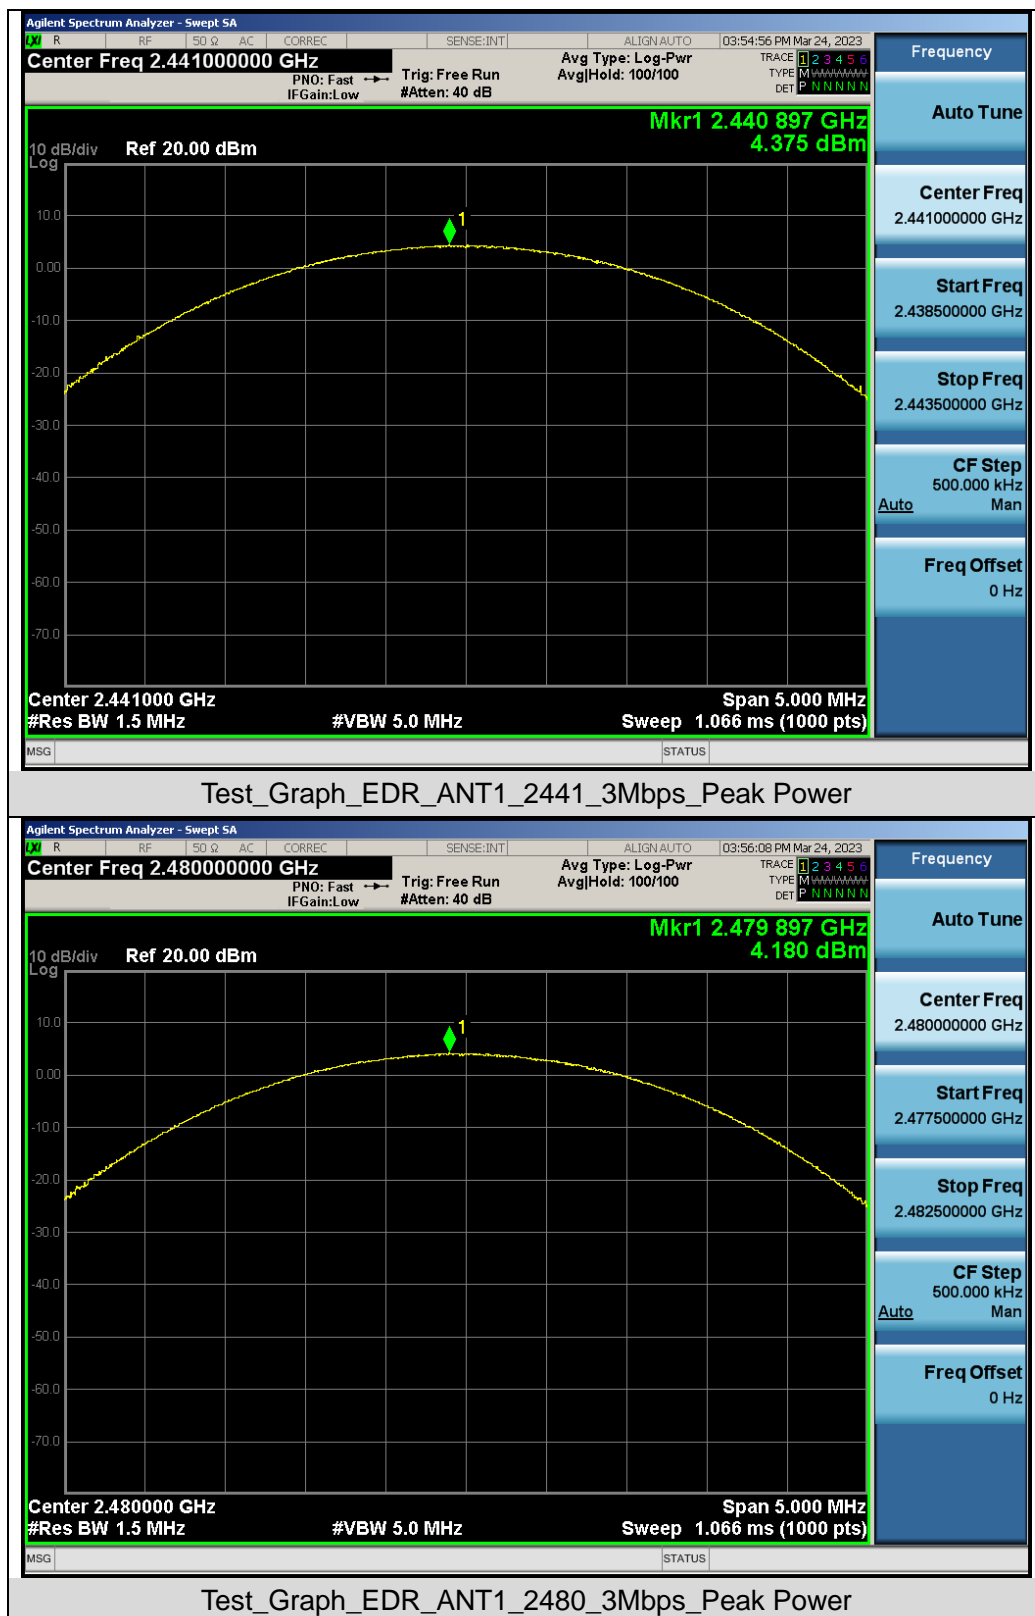 Agilent Spectrum Analyzer - Swept SA
LXI R RF 50 Ω AC CORREC SENSE:INT ALIGN AUTO 03:54:56 PM Mar 24, 2023
Center Freq 2.441000000 GHz
PNO: Fast
IFGain:Low
Trig: Free Run
#Atten: 40 dB
Avg Type: Log-Pwr
Avg|Hold: 100/100
TRACE 1 2 3 4 5 6
TYPE M WWWWW
DET P N N N N N
Frequency
Auto Tune
Center Freq
2.441000000 GHz
Start Freq
2.438500000 GHz
Stop Freq
2.443500000 GHz
CF Step
500.000 kHz
Auto Man
Freq Offset
0 Hz
Mkr1 2.440 897 GHz
4.375 dBm
10 dB/div Ref 20.00 dBm
Log
1
10.0
0.00
-10.0
-20.0
-30.0
-40.0
-50.0
-60.0
-70.0
Center 2.441000 GHz Span 5.000 MHz
#Res BW 1.5 MHz #VBW 5.0 MHz Sweep 1.066 ms (1000 pts)
MSG STATUS
Test_Graph_EDR_ANT1_2441_3Mbps_Peak Power
Agilent Spectrum Analyzer - Swept SA
LXI R RF 50 Ω AC CORREC SENSE:INT ALIGN AUTO 03:56:08 PM Mar 24, 2023
Center Freq 2.480000000 GHz
PNO: Fast
IFGain:Low
Trig: Free Run
#Atten: 40 dB
Avg Type: Log-Pwr
Avg|Hold: 100/100
TRACE 1 2 3 4 5 6
TYPE M WWWWW
DET P N N N N N
Frequency
Auto Tune
Center Freq
2.480000000 GHz
Start Freq
2.477500000 GHz
Stop Freq
2.482500000 GHz
CF Step
500.000 kHz
Auto Man
Freq Offset
0 Hz
Mkr1 2.479 897 GHz
4.180 dBm
10 dB/div Ref 20.00 dBm
Log
1
10.0
0.00
-10.0
-20.0
-30.0
-40.0
-50.0
-60.0
-70.0
Center 2.480000 GHz Span 5.000 MHz
#Res BW 1.5 MHz #VBW 5.0 MHz Sweep 1.066 ms (1000 pts)
MSG STATUS
Test_Graph_EDR_ANT1_2480_3Mbps_Peak Power